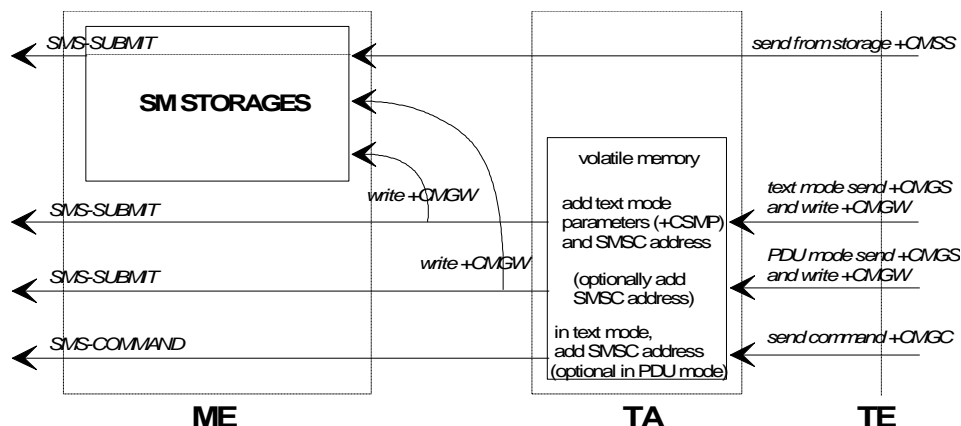 SMS-SUBMIT
send from storage +CMSS
SM STORAGES
volatile memory
write +CMGW
text mode send +CMGS
and write +CMGW
SMS-SUBMIT
add text mode
parameters (+CSMP)
and SMSC address
write +CMGW
PDU mode send +CMGS
and write +CMGW
SMS-SUBMIT
(optionally add
SMSC address)
SMS-COMMAND
in text mode,
add SMSC address
(optional in PDU mode)
send command +CMGC
ME
TA
TE